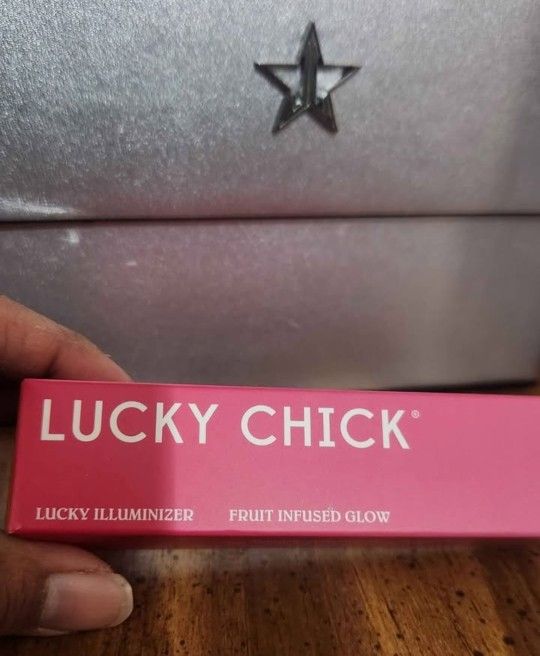 LUCKY CHICK®
LUCKY ILLUMINIZER FRUIT INFUSED GLOW